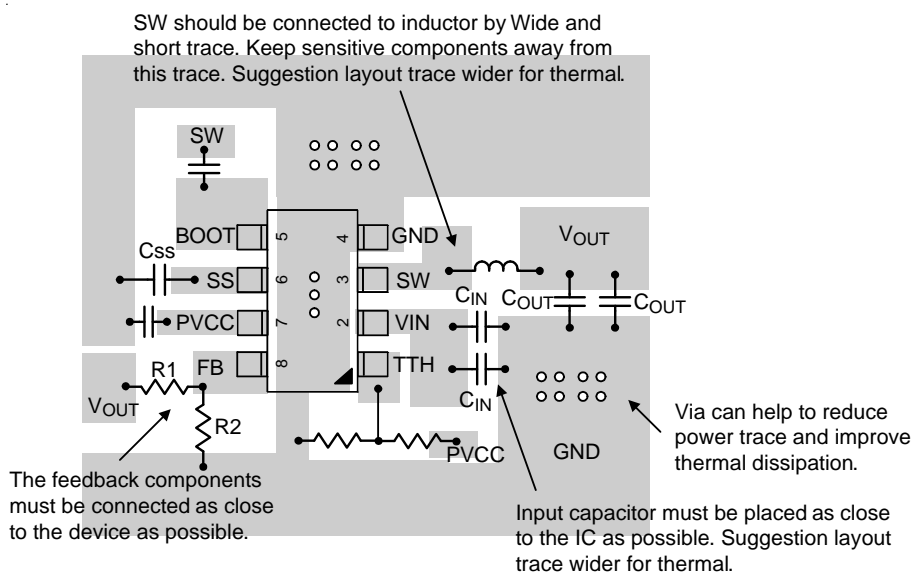 SW should be connected to inductor by Wide and
short trace. Keep sensitive components away from
this trace. Suggestion layout trace wider for thermal.
SW
BOOT
5
4
GND
VOUT
Css
SS
6
3
SW
CIN
COUT
COUT
PVCC
7
2
VIN
R1
FB
8
TTH
VOUT
CIN
R2
PVCC
GND
Via can help to reduce
power trace and improve
thermal dissipation.
The feedback components
must be connected as close
to the device as possible.
Input capacitor must be placed as close
to the IC as possible. Suggestion layout
trace wider for thermal.